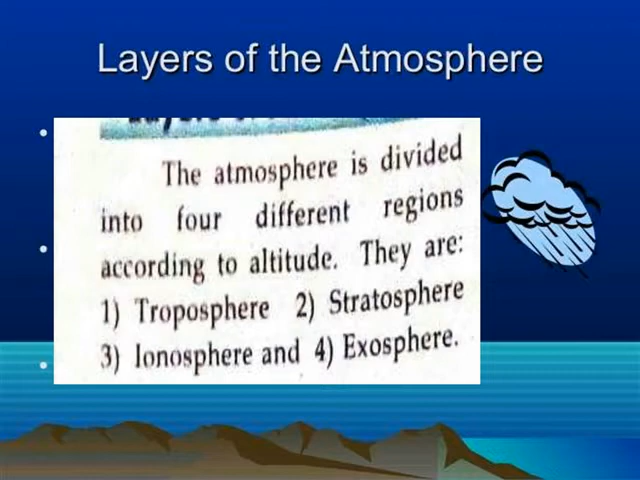 Layers of the Atmosphere
The atmosphere is divided
into four different regions
according to altitude. They are:
1) Troposphere 2) Stratosphere
3) Ionosphere and 4) Exosphere.